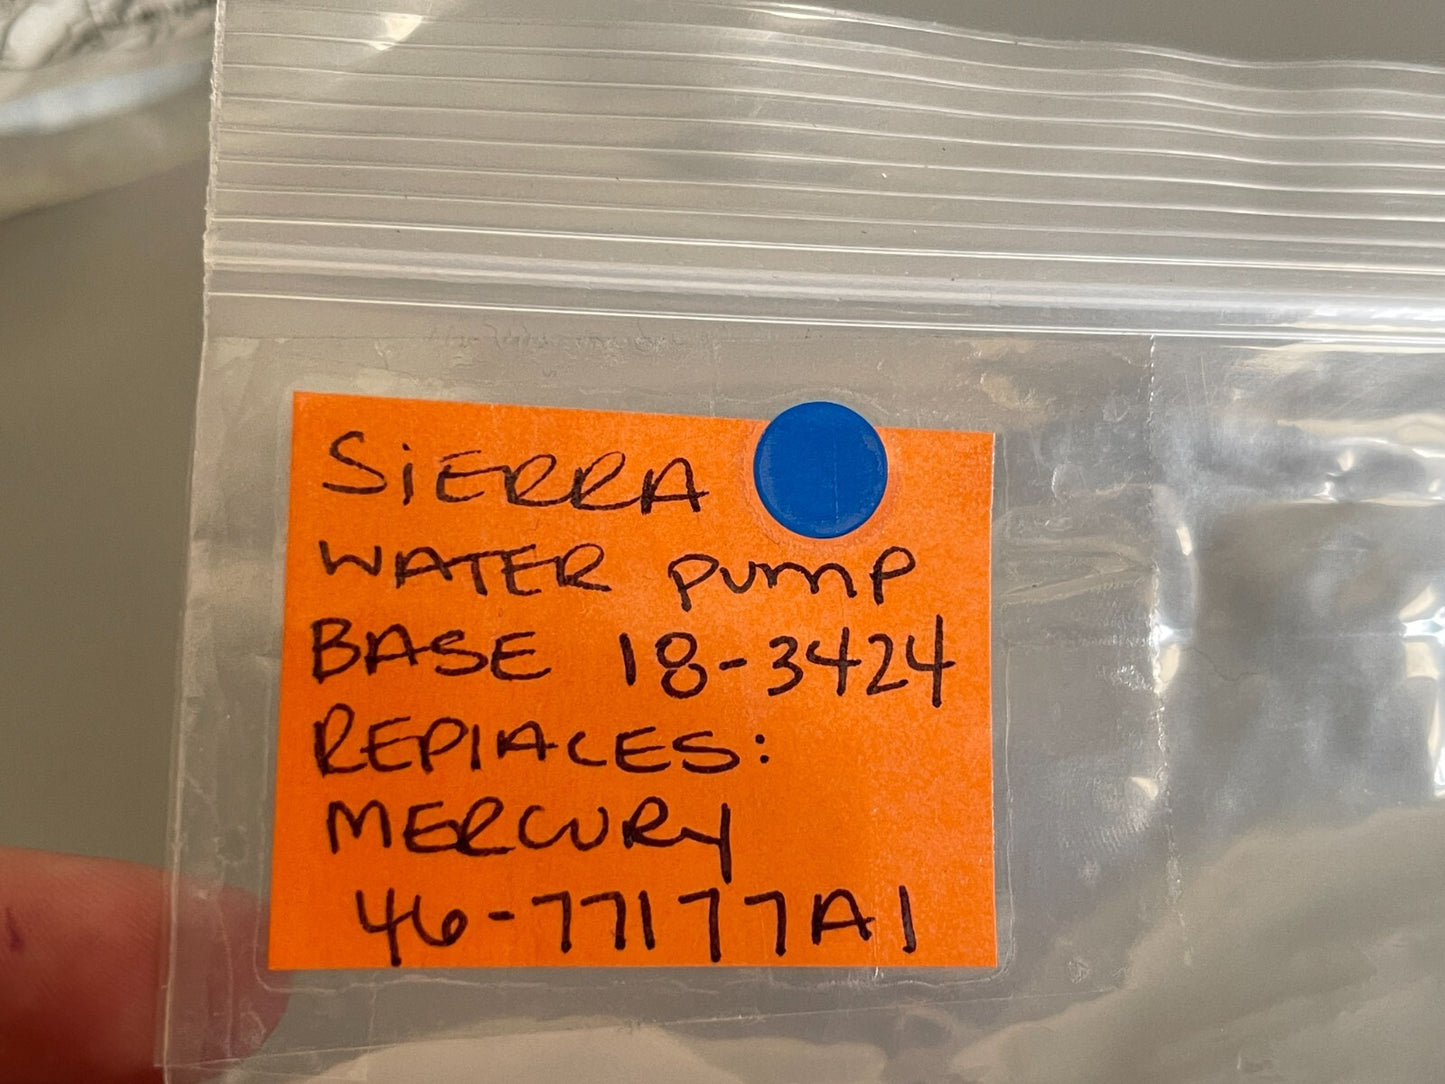 SiERRA
WATER PUMP
BASE 18-3424
REPLACES:
MERCURY
46-77177A1